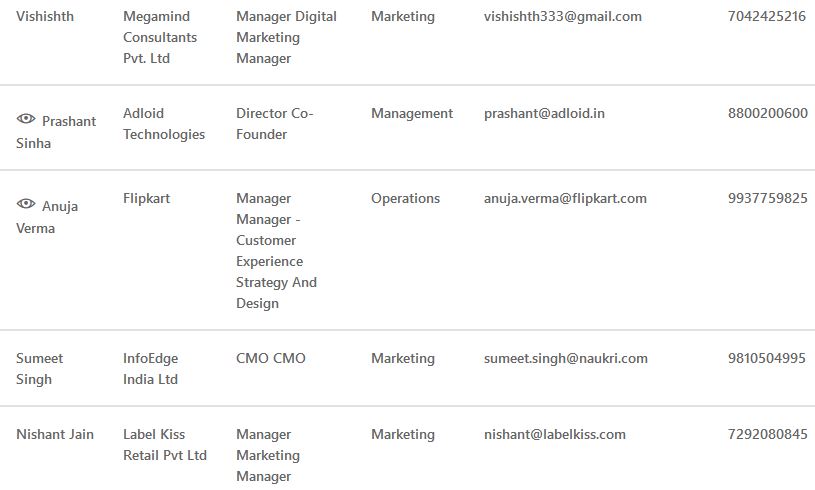 Vishishth
Megamind
Consultants
Pvt. Ltd
Manager Digital
Marketing
Manager
Marketing
vishishth333@gmail.com
7042425216
Prashant
Sinha
Adloid
Technologies
Director Co-
Founder
Management
prashant@adloid.in
8800200600
Anuja
Verma
Flipkart
Manager
Manager -
Customer
Experience
Strategy And
Design
Operations
anuja.verma@flipkart.com
9937759825
Sumeet
Singh
InfoEdge
India Ltd
CMO CMO
Marketing
sumeet.singh@naukri.com
9810504995
Nishant Jain
Label Kiss
Retail Pvt Ltd
Manager
Marketing
Manager
Marketing
nishant@labelkiss.com
7292080845